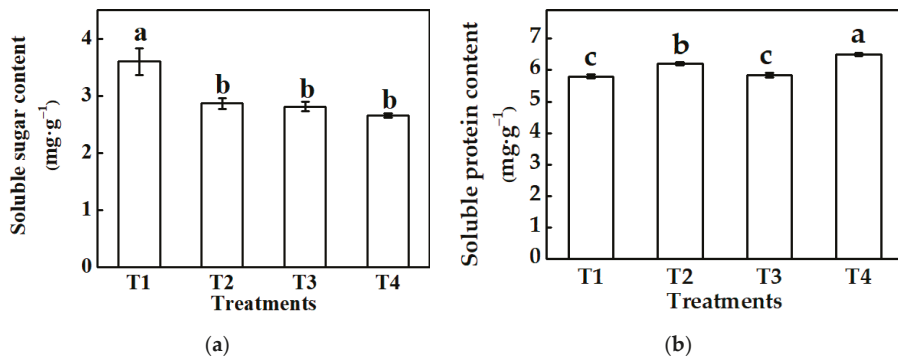 Soluble sugar content
(mg·g⁻¹)
4
3
2
1
0
a
b
b
b
T1 T2 T3 T4
Treatments
(a)
Soluble protein content
(mg·g⁻¹)
7
6
5
4
3
2
1
0
c
b
c
a
T1 T2 T3 T4
Treatments
(b)